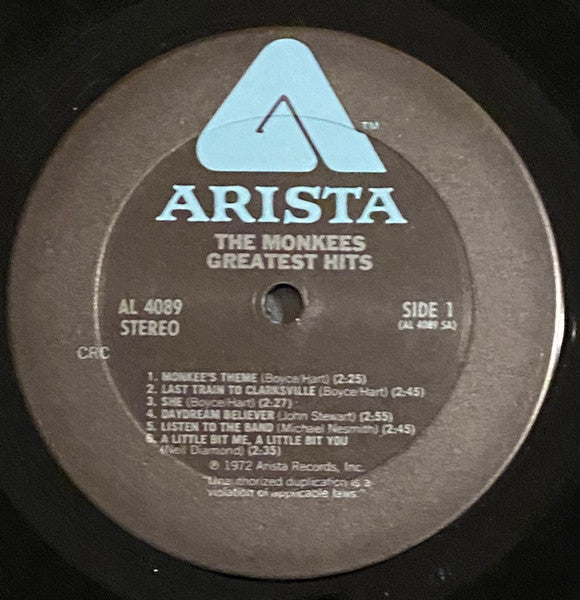 TM
ARISTA
THE MONKEES
GREATEST HITS
AL 4089
STEREO
SIDE 1
(AL 4089 SA)
CRC
1. MONKEE'S THEME (Boyce/Hart) (2:25)
2. LAST TRAIN TO CLARKSVILLE (Boyce/Hart) (2:45)
3. SHE (Boyce/Hart) (2:27)
4. DAYDREAM BELIEVER (John Stewart) (2:55)
5. LISTEN TO THE BAND (Michael Nesmith) (2:45)
6. A LITTLE BIT ME, A LITTLE BIT YOU
(Neil Diamond) (2:35)
℗ 1972 Arista Records, Inc.
"Unauthorized duplication is a
violation of applicable laws."